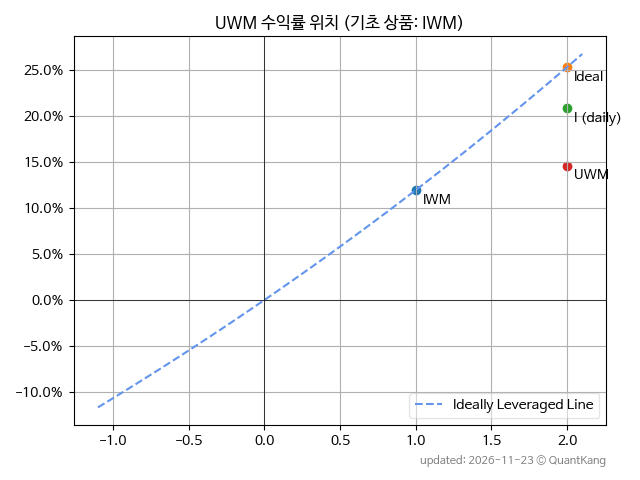 UWM 수익률 위치 (기초 상품: IWM)
25.0%
20.0%
15.0%
10.0%
5.0%
0.0%
−5.0%
−10.0%
Ideal
I (daily)
UWM
IWM
Ideally Leveraged Line
−1.0 −0.5 0.0 0.5 1.0 1.5 2.0
updated: 2026-11-23 © QuantKang